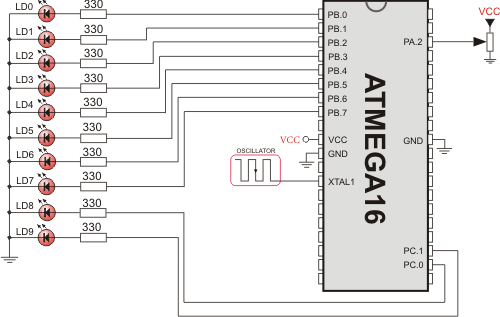 LD0 330 PB.0 VCC
LD1 330 PB.1
LD2 330 PB.2 PA.2
LD3 330 PB.3
LD4 330 PB.4
LD5 330 PB.5
LD6 330 PB.6
LD7 330 PB.7
LD8 330
LD9 330
VCC VCC
GND GND
OSCILLATOR
XTAL1
ATMEGA16
PC.1
PC.0